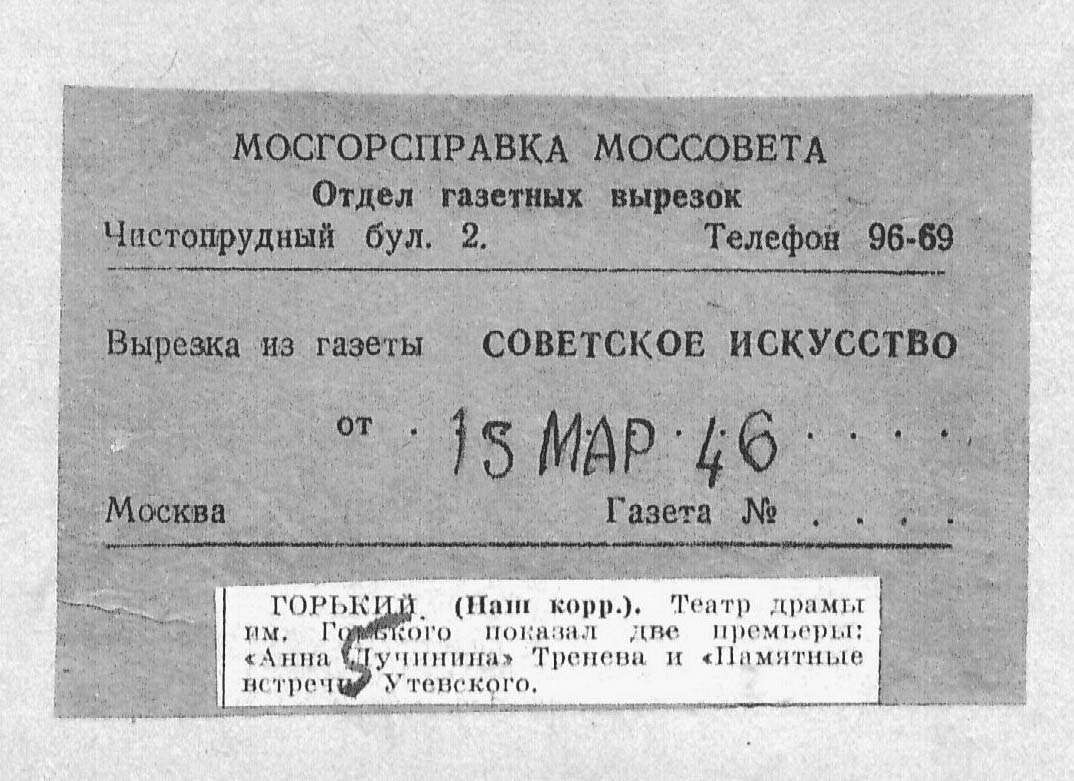 МОСГОРСПРАВКА МОССОВЕТА
Отдел газетных вырезок
Чистопрудный бул. 2. Телефон 96-69
Вырезка из газеты СОВЕТСКОЕ ИСКУССТВО
от . 15 МАР 46 . . . .
Москва Газета № . . . .
ГОРЬКИЙ. (Наш корр.). Театр драмы
им. Горького показал две премьеры:
«Анна Лучинина» Тренева и «Памятные
встречи» Утевского.
5